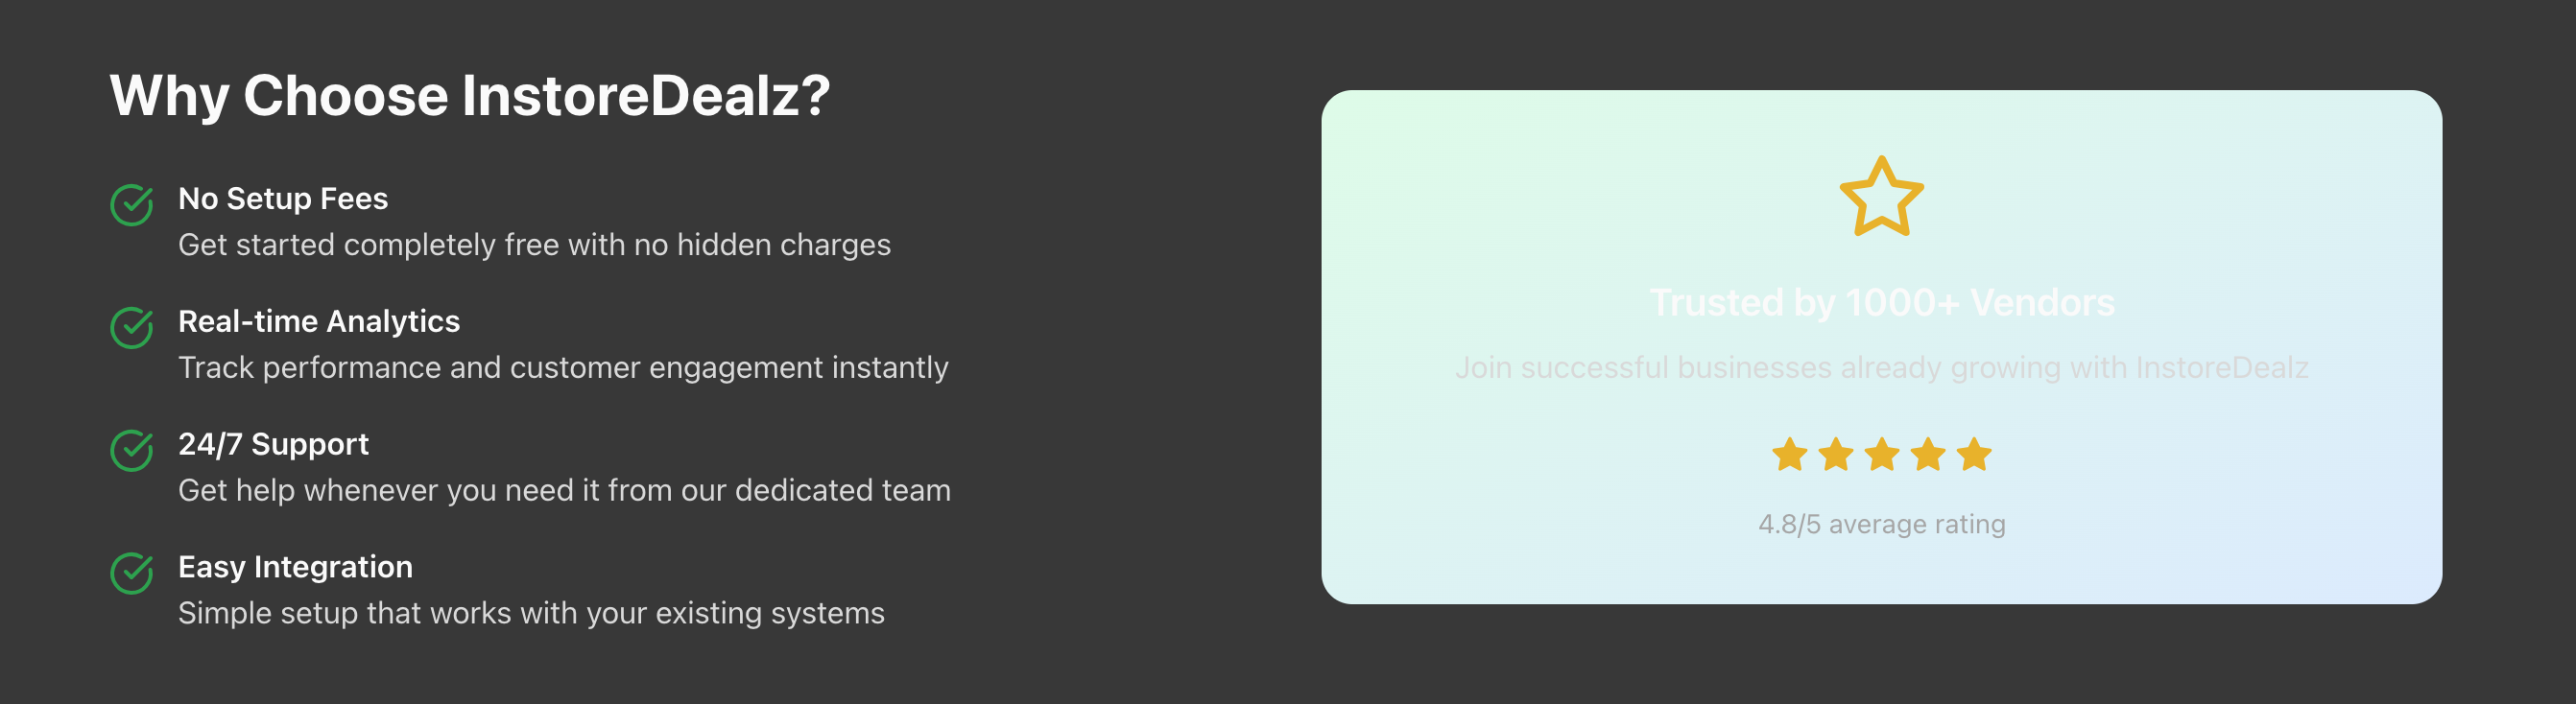 Why Choose InstoreDealz?
No Setup Fees
Get started completely free with no hidden charges
Real-time Analytics
Track performance and customer engagement instantly
24/7 Support
Get help whenever you need it from our dedicated team
Easy Integration
Simple setup that works with your existing systems
Trusted by 1000+ Vendors
Join successful businesses already growing with InstoreDealz
4.8/5 average rating